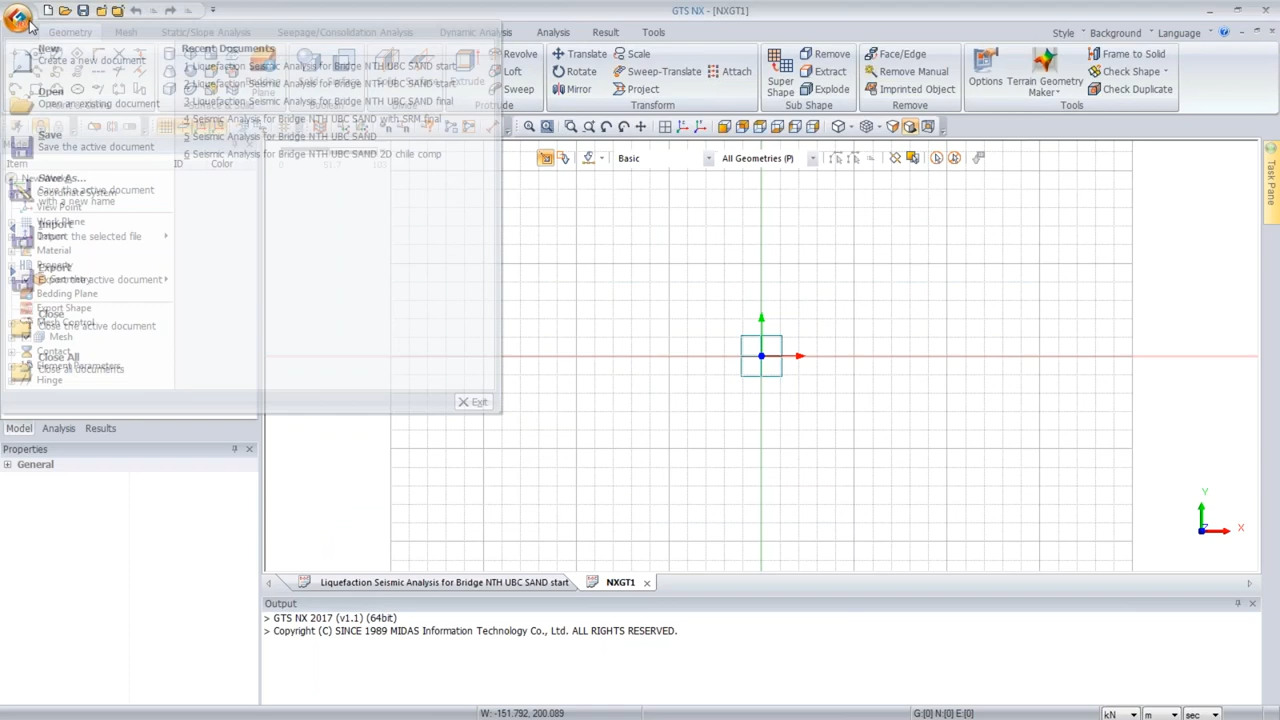 GTS NX - [NXGT1]
Geometry Mesh Static/Slope Analysis Seepage/Consolidation Analysis Dynamic Analysis Analysis Result Tools
Style Background Language
New
Create a new document
Open
Open an existing document
Save
Save the active document
Save As...
Save the active document
with a new name
Import
Import the selected file
Export
Export the active document
Close
Close the active document
Close All
Close all documents
Recent Documents
1 Liquefaction Seismic Analysis for Bridge NTH UBC SAND start
2 Liquefaction Seismic Analysis for Bridge NTH UBC SAND start
3 Liquefaction Seismic Analysis for Bridge NTH UBC SAND final
4 Seismic Analysis for Bridge NTH UBC SAND with SRM final
5 Seismic Analysis for Bridge NTH UBC SAND
6 Seismic Analysis for Bridge NTH UBC SAND 2D chile comp
Exit
Extrude
Revolve
Loft
Sweep
Translate
Rotate
Mirror
Scale
Sweep-Translate
Project
Attach
Transform
Super
Shape
Remove
Extract
Explode
Sub Shape
Face/Edge
Remove Manual
Imprinted Object
Remove
Options
Terrain Geometry
Maker
Frame to Solid
Check Shape
Check Duplicate
Tools
Basic
All Geometries (P)
Task Pane
Item ID Color
Coordinate System
View Point
Work Plane
Datum
Material
Property
Geometry
Bedding Plane
Export Shape
Mesh Control
Mesh
Contact
Element Parameters
Hinge
Model Analysis Results
Properties
General
Y
Z
X
Liquefaction Seismic Analysis for Bridge NTH UBC SAND start NXGT1
Output
> GTS NX 2017 (v1.1) (64bit)
> Copyright (C) SINCE 1989 MIDAS Information Technology Co., Ltd. ALL RIGHTS RESERVED.
W: -151.792, 200.089
G:[0] N:[0] E:[0]
kN m sec